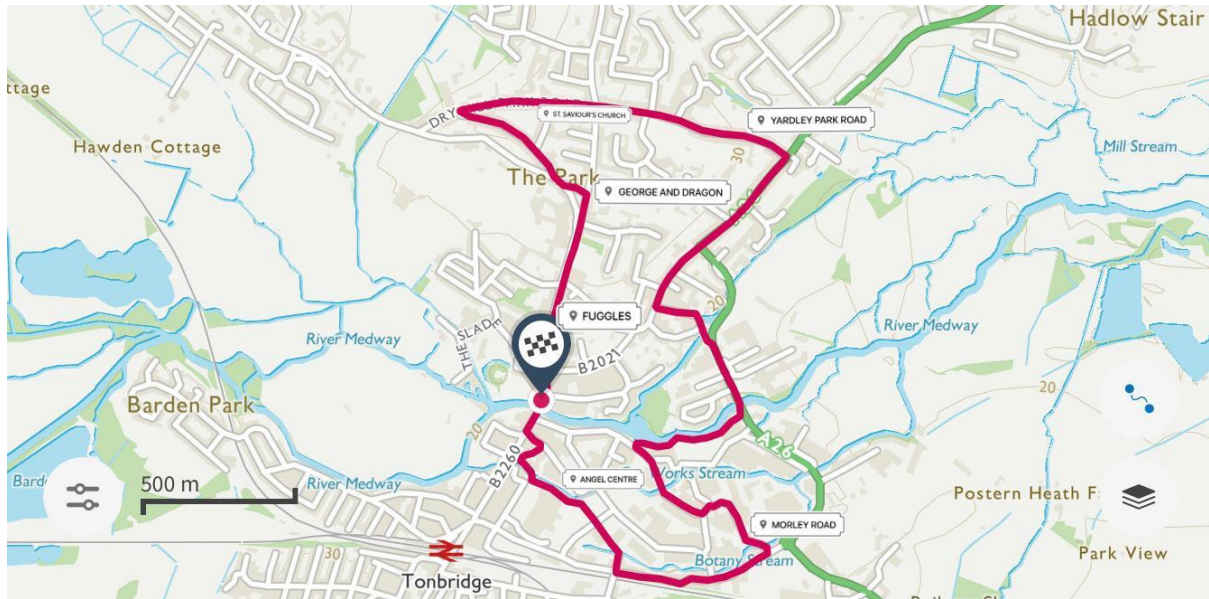 Hadlow Stair
ttage
DRY
ST. SAVIOUR'S CHURCH
YARDLEY PARK ROAD
Hawden Cottage
30
Mill Stream
The Park
GEORGE AND DRAGON
20
FUGGLES
River Medway
River Medway
THE SLADE
B2021
20
Barden Park
20
A26
B2260
Works Stream
ANGEL CENTRE
Bard
River Medway
500 m
Postern Heath F
MORLEY ROAD
30
Botany Stream
Park View
Tonbridge